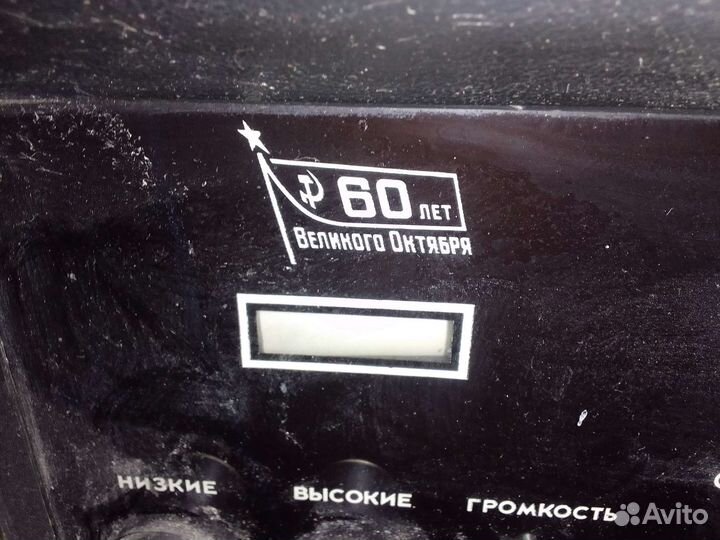 60 ЛЕТ
ВЕЛИКОГО ОКТЯБРЯ
НИЗКИЕ
ВЫСОКИЕ
ГРОМКОСТЬ
Avito